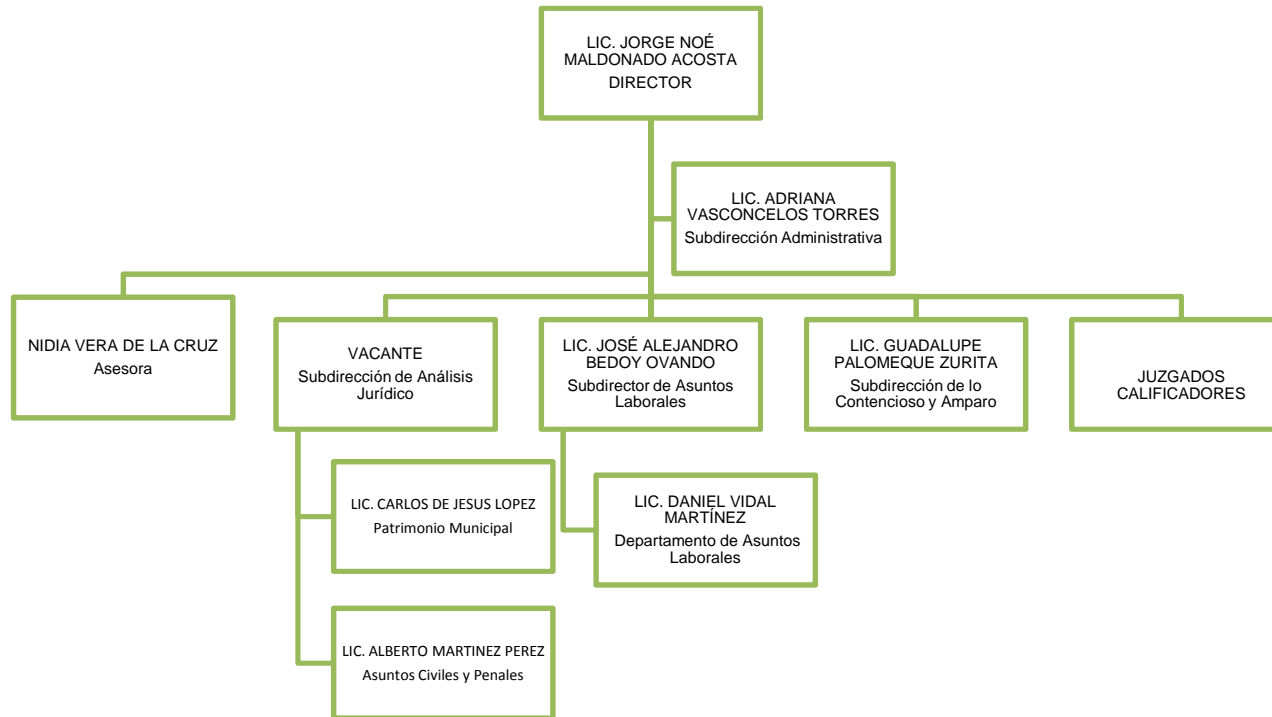 LIC. JORGE NOÉ
MALDONADO ACOSTA
DIRECTOR
LIC. ADRIANA
VASCONCELOS TORRES
Subdirección Administrativa
NIDIA VERA DE LA CRUZ
Asesora
VACANTE
Subdirección de Análisis
Jurídico
LIC. JOSÉ ALEJANDRO
BEDOY OVANDO
Subdirector de Asuntos
Laborales
LIC. GUADALUPE
PALOMEQUE ZURITA
Subdirección de lo
Contencioso y Amparo
JUZGADOS
CALIFICADORES
LIC. CARLOS DE JESUS LOPEZ
Patrimonio Municipal
LIC. DANIEL VIDAL
MARTÍNEZ
Departamento de Asuntos
Laborales
LIC. ALBERTO MARTINEZ PEREZ
Asuntos Civiles y Penales